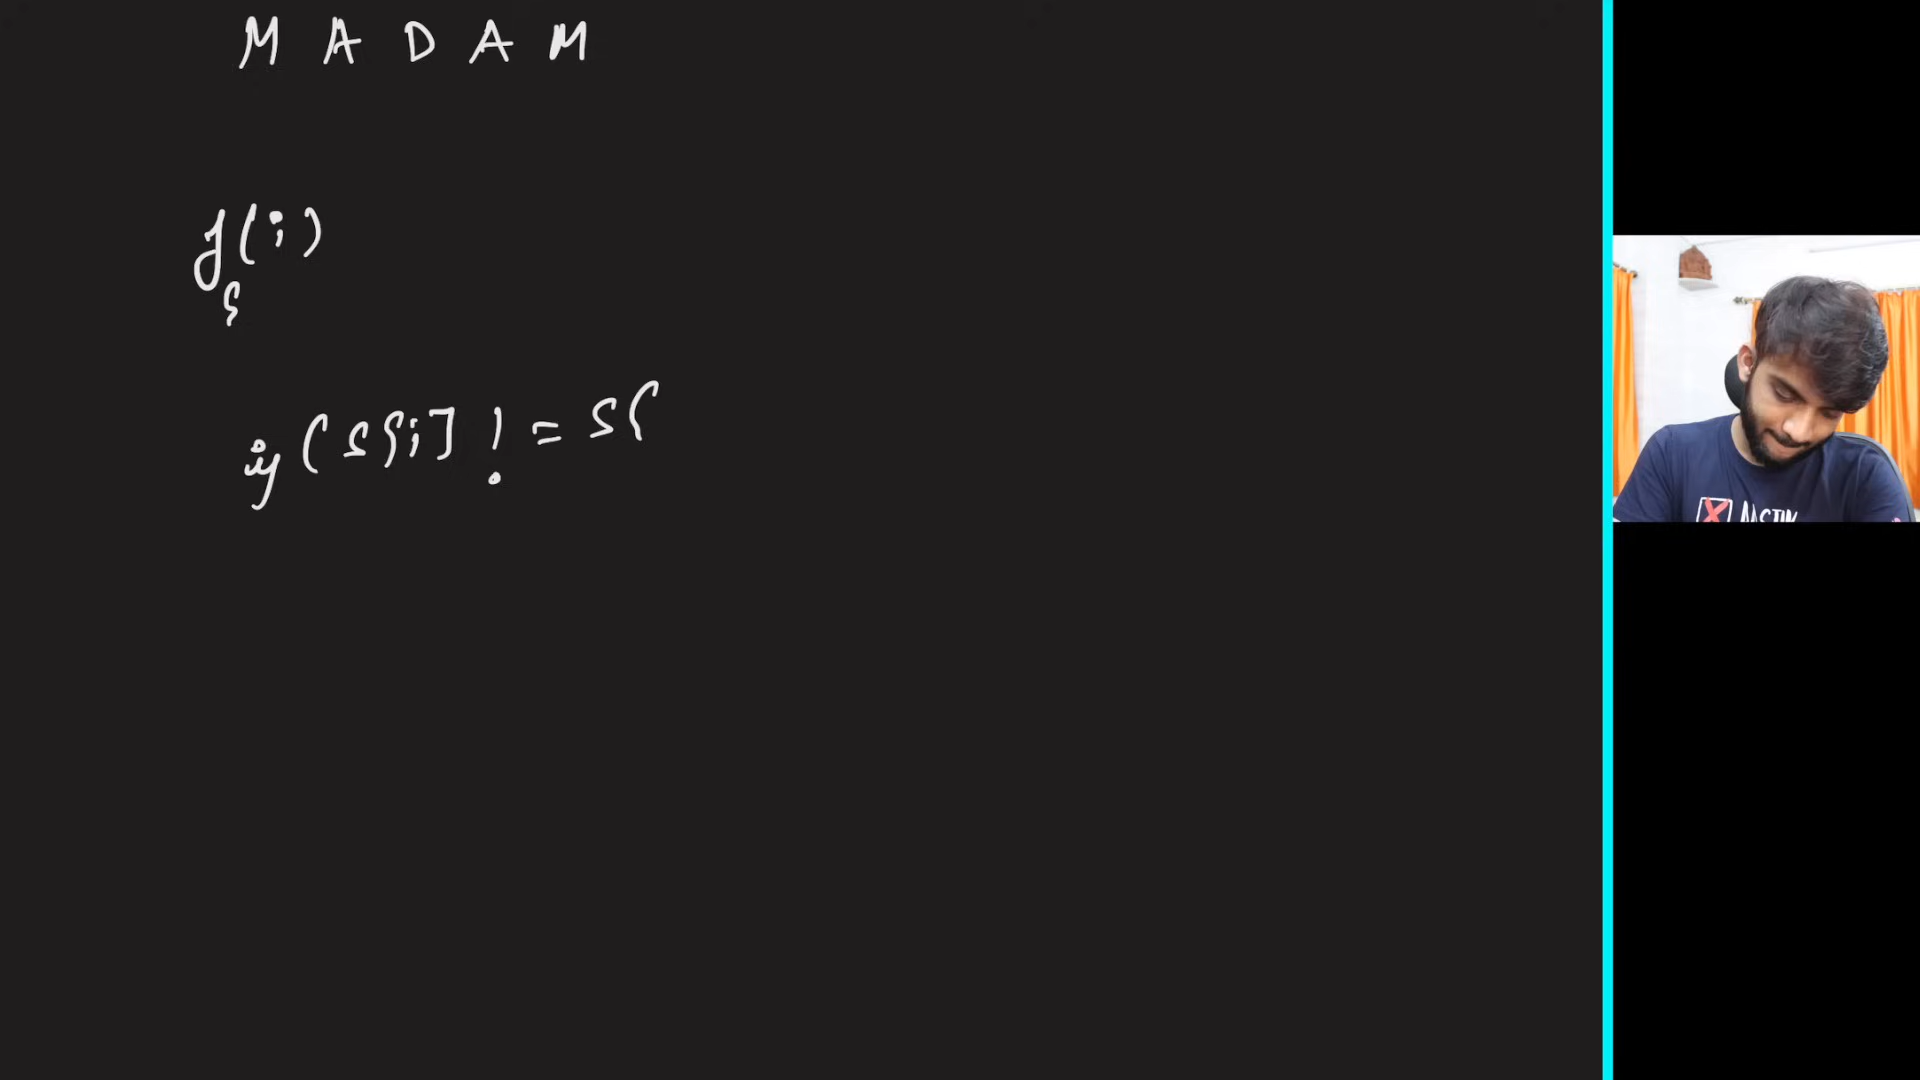 M A D A M
f(i)
{
if (s[i] != s[